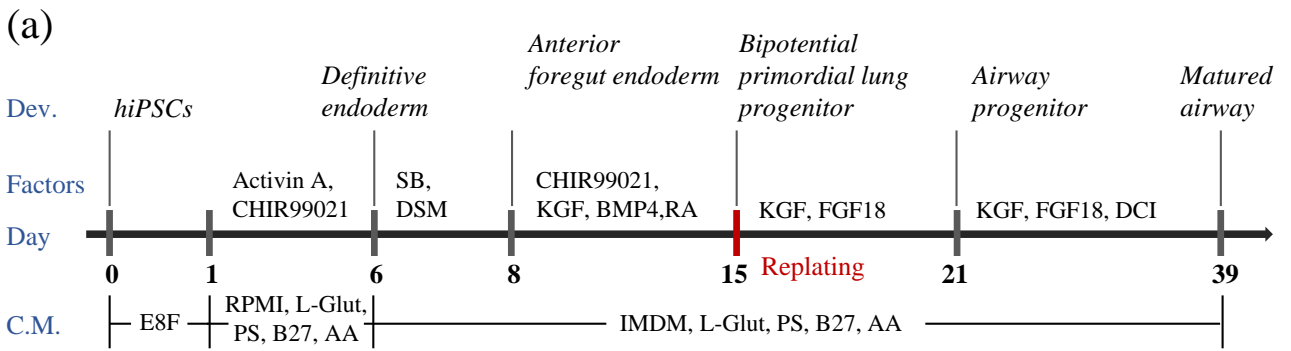 (a)
Dev.
hiPSCs
Definitive
endoderm
Anterior
foregut endoderm
Bipotential
primordial lung
progenitor
Airway
progenitor
Matured
airway
Factors
Activin A,
CHIR99021
SB,
DSM
CHIR99021,
KGF, BMP4,RA
KGF, FGF18
KGF, FGF18, DCI
Day
0
1
6
8
15
Replating
21
39
C.M.
E8F
RPMI, L-Glut,
PS, B27, AA
IMDM, L-Glut, PS, B27, AA